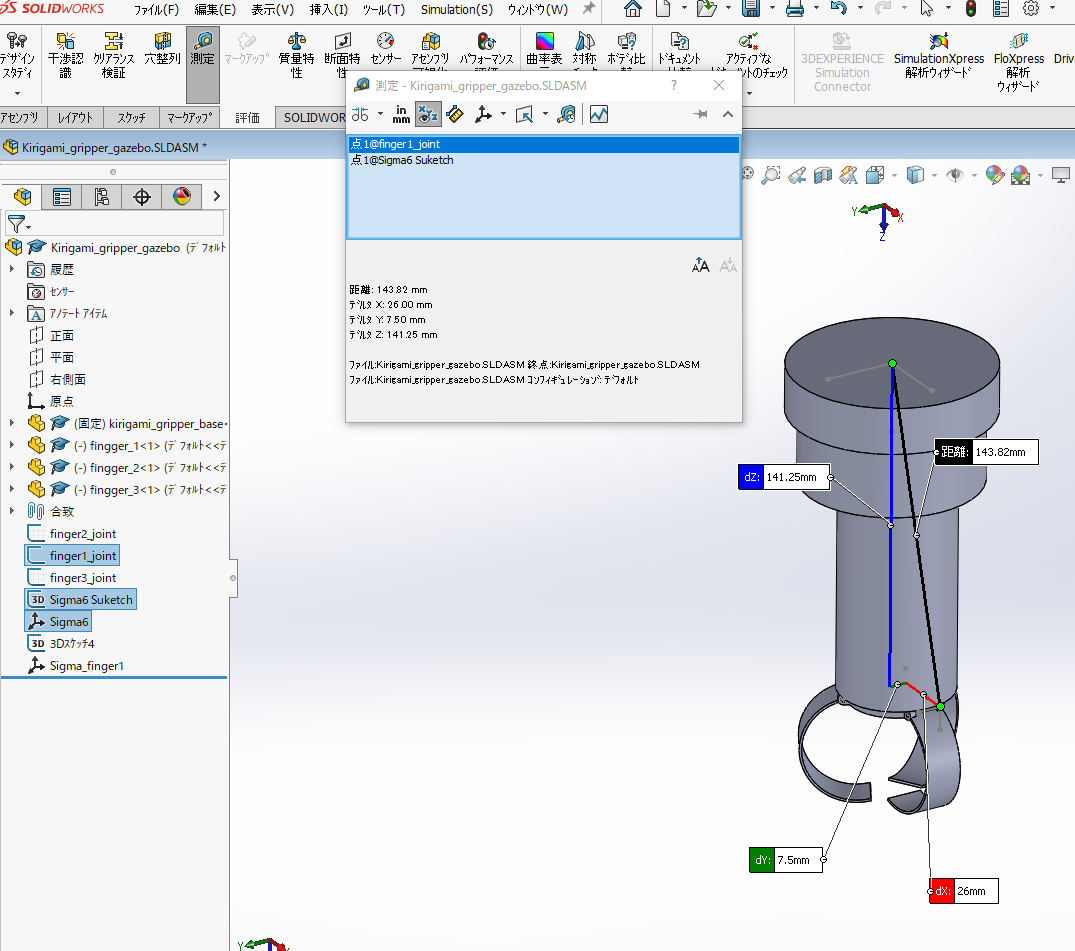 SOLIDWORKS ファイル(F) 編集(E) 表示(V) 挿入(I) ツール(T) Simulation(S) ウィンドウ(W)
デザイン スタディ
干渉認識
クリアランス 検証
穴整列
測定
マークアップ
質量特性
断面特性
センサー
アセンブリ
パフォーマンス
曲率表
対称
ボディ比
ドキュメント
アクティブな
のチェック
3DEXPERIENCE Simulation Connector
SimulationXpress 解析ウィザード
FloXpress 解析 ウィザード
Driv
アセンブリ レイアウト スケッチ マークアップ 評価 SOLIDWOR
測定 - Kirigami_gripper_gazebo.SLDASM ? ×
in
mm
点1@finger1_joint
点1@Sigma6 Suketch
距離: 143.82 mm
デルタ X: 26.00 mm
デルタ Y: 7.50 mm
デルタ Z: 141.25 mm
ファイル:Kirigami_gripper_gazebo.SLDASM 終点:Kirigami_gripper_gazebo.SLDASM
ファイル:Kirigami_gripper_gazebo.SLDASM コンフィギュレーション: デフォルト
Kirigami_gripper_gazebo.SLDASM *
Kirigami_gripper_gazebo (デフォルト
履歴
センサー
アノテート アイテム
正面
平面
右側面
原点
(固定) kirigami_gripper_base
(-) fingger_1<1> (デフォルト<<デ
(-) fingger_2<1> (デフォルト<<デ
(-) fingger_3<1> (デフォルト<<デ
合致
finger2_joint
finger1_joint
finger3_joint
3D Sigma6 Suketch
Sigma6
3D 3Dスケッチ4
Sigma_finger1
Y X
Z
距離: 143.82mm
dZ: 141.25mm
dY: 7.5mm
dX: 26mm
Y X